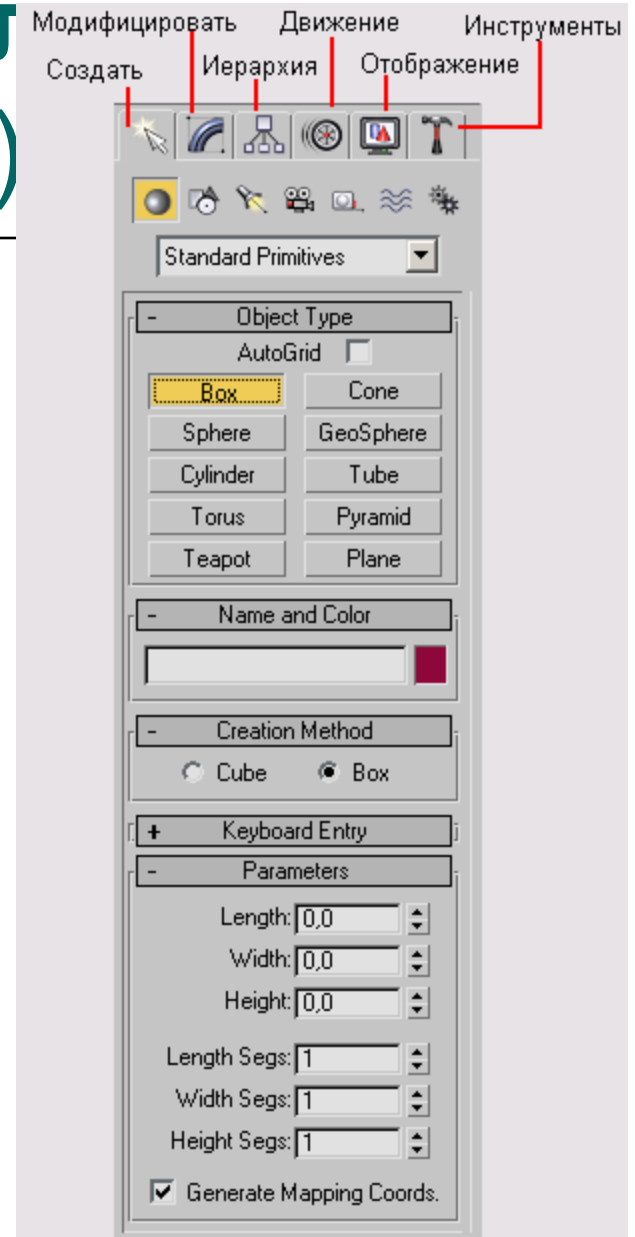 Модифицировать Движение Инструменты
Создать Иерархия Отображение
Standard Primitives
- Object Type
AutoGrid
Box Cone
Sphere GeoSphere
Cylinder Tube
Torus Pyramid
Teapot Plane
- Name and Color
- Creation Method
Cube Box
+ Keyboard Entry
- Parameters
Length: 0,0
Width: 0,0
Height: 0,0
Length Segs: 1
Width Segs: 1
Height Segs: 1
Generate Mapping Coords.